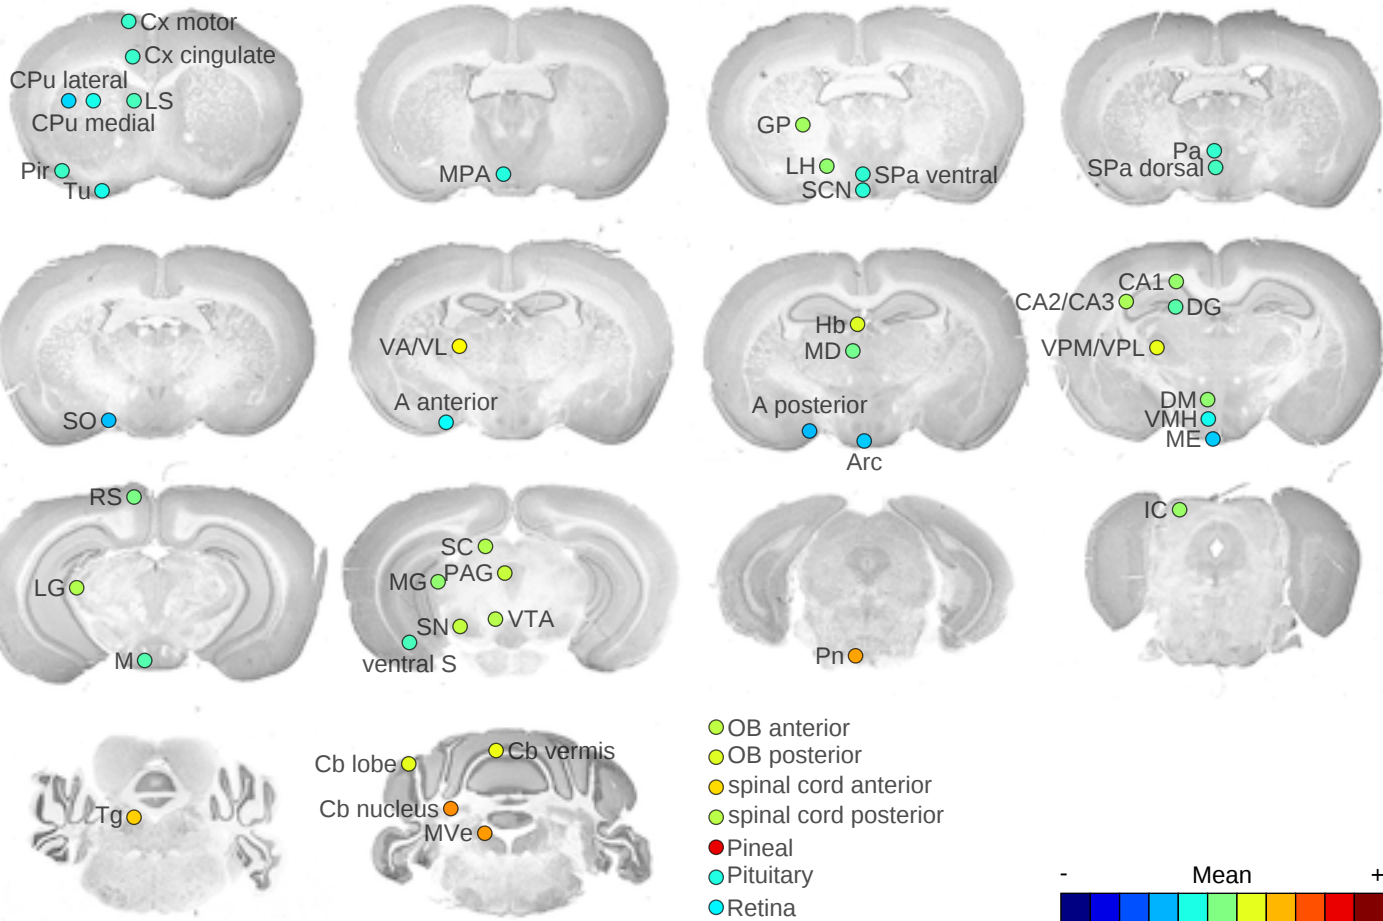 Cx motor
Cx cingulate
CPu lateral
LS
CPu medial
Pir
Tu
MPA
GP
LH
SPa ventral
SCN
Pa
SPa dorsal
SO
VA/VL
A anterior
Hb
MD
A posterior
Arc
CA1
CA2/CA3
DG
VPM/VPL
DM
VMH
ME
RS
LG
M
SC
PAG
MG
SN
VTA
ventral S
Pn
IC
Tg
Cb lobe
Cb vermis
Cb nucleus
MVe
OB anterior
OB posterior
spinal cord anterior
spinal cord posterior
Pineal
Pituitary
Retina
- Mean +